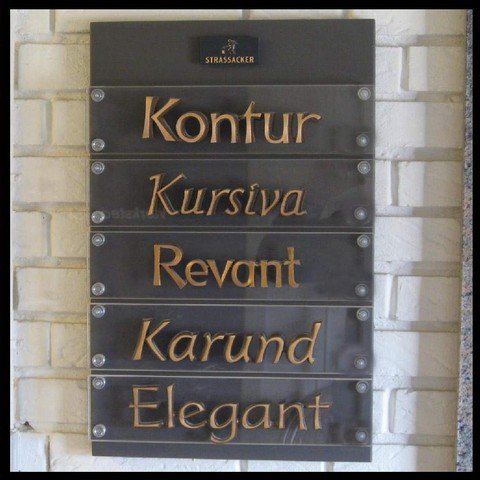 STRASSACKER
Kontur
Kursiva
Revant
Karund
Elegant